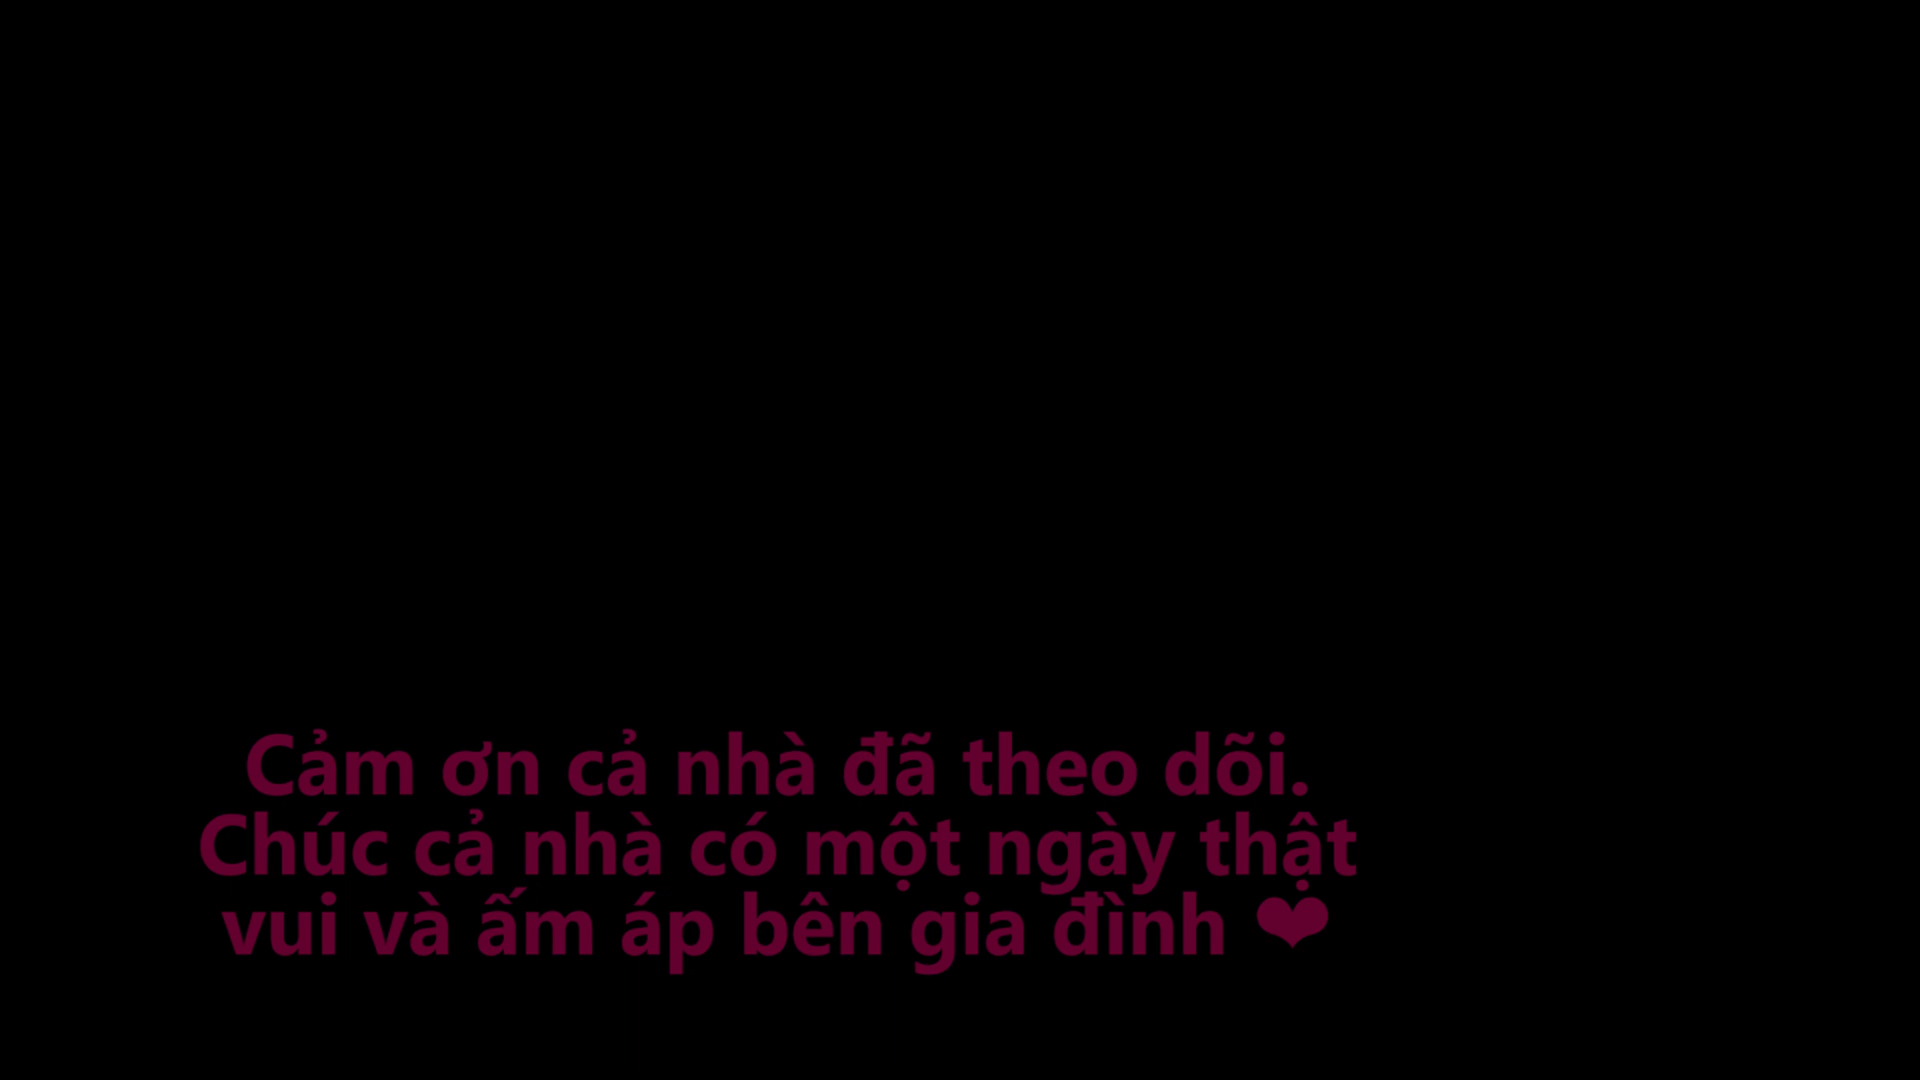 Cảm ơn cả nhà đã theo dõi.
Chúc cả nhà có một ngày thật
vui và ấm áp bên gia đình ❤